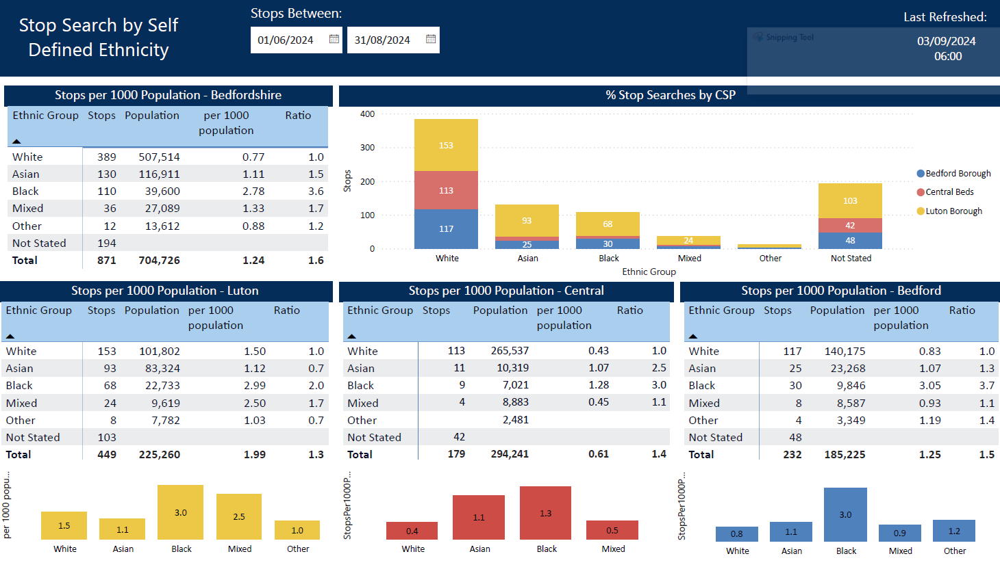 Stop Search by Self
Defined Ethnicity
Stops Between:
01/06/2024 31/08/2024
Last Refreshed:
Snipping Tool
03/09/2024
06:00
Stops per 1000 Population - Bedfordshire
Ethnic Group Stops Population per 1000 population Ratio
White 389 507,514 0.77 1.0
Asian 130 116,911 1.11 1.5
Black 110 39,600 2.78 3.6
Mixed 36 27,089 1.33 1.7
Other 12 13,612 0.88 1.2
Not Stated 194
Total 871 704,726 1.24 1.6
% Stop Searches by CSP
Stops
400
300
200
100
0
153
113
117
93
25
68
30
24
103
42
48
White Asian Black Mixed Other Not Stated
Ethnic Group
Bedford Borough
Central Beds
Luton Borough
Stops per 1000 Population - Luton
Ethnic Group Stops Population per 1000 population Ratio
White 153 101,802 1.50 1.0
Asian 93 83,324 1.12 0.7
Black 68 22,733 2.99 2.0
Mixed 24 9,619 2.50 1.7
Other 8 7,782 1.03 0.7
Not Stated 103
Total 449 225,260 1.99 1.3
per 1000 popu...
1.5 1.1 3.0 2.5 1.0
White Asian Black Mixed Other
Stops per 1000 Population - Central
Ethnic Group Stops Population per 1000 population Ratio
White 113 265,537 0.43 1.0
Asian 11 10,319 1.07 2.5
Black 9 7,021 1.28 3.0
Mixed 4 8,883 0.45 1.1
Other 2,481
Not Stated 42
Total 179 294,241 0.61 1.4
StopsPer1000P...
0.4 1.1 1.3 0.5
White Asian Black Mixed
Stops per 1000 Population - Bedford
Ethnic Group Stops Population per 1000 population Ratio
White 117 140,175 0.83 1.0
Asian 25 23,268 1.07 1.3
Black 30 9,846 3.05 3.7
Mixed 8 8,587 0.93 1.1
Other 4 3,349 1.19 1.4
Not Stated 48
Total 232 185,225 1.25 1.5
StopsPer1000P...
0.8 1.1 3.0 0.9 1.2
White Asian Black Mixed Other